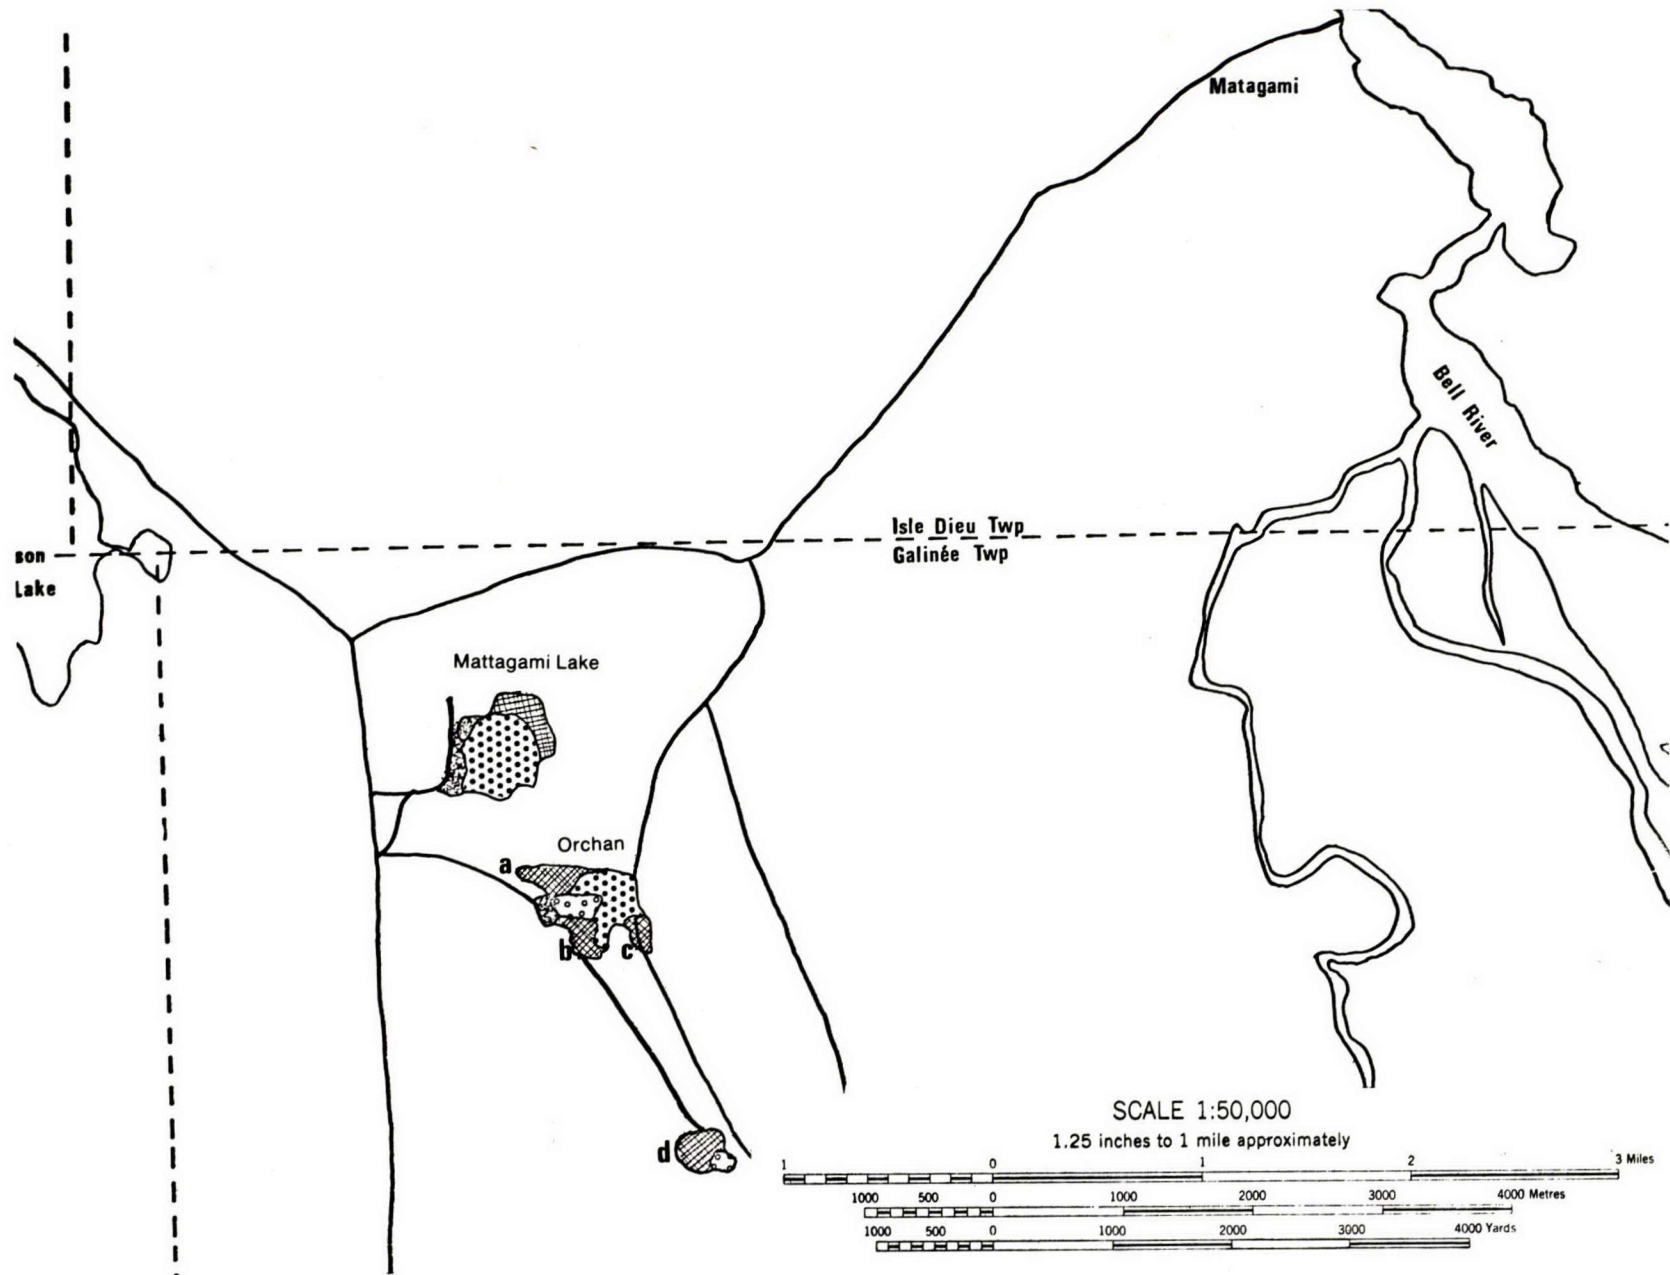 Matagami
Bell River
Isle Dieu Twp
Galinée Twp
son
Lake
Mattagami Lake
Orchan
a
b
c
d
SCALE 1:50,000
1.25 inches to 1 mile approximately
1 0 1 2 3 Miles
1000 500 0 1000 2000 3000 4000 Metres
1000 500 0 1000 2000 3000 4000 Yards